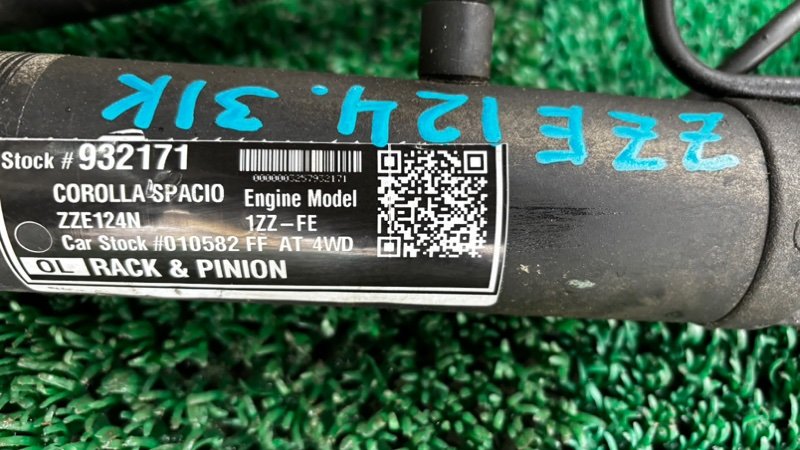 ZZE124.31K
Stock # 932171
0000003257932171
COROLLA SPACIO
Engine Model
ZZE124N
1ZZ-FE
Car Stock #010582 FF AT 4WD
OL RACK & PINION